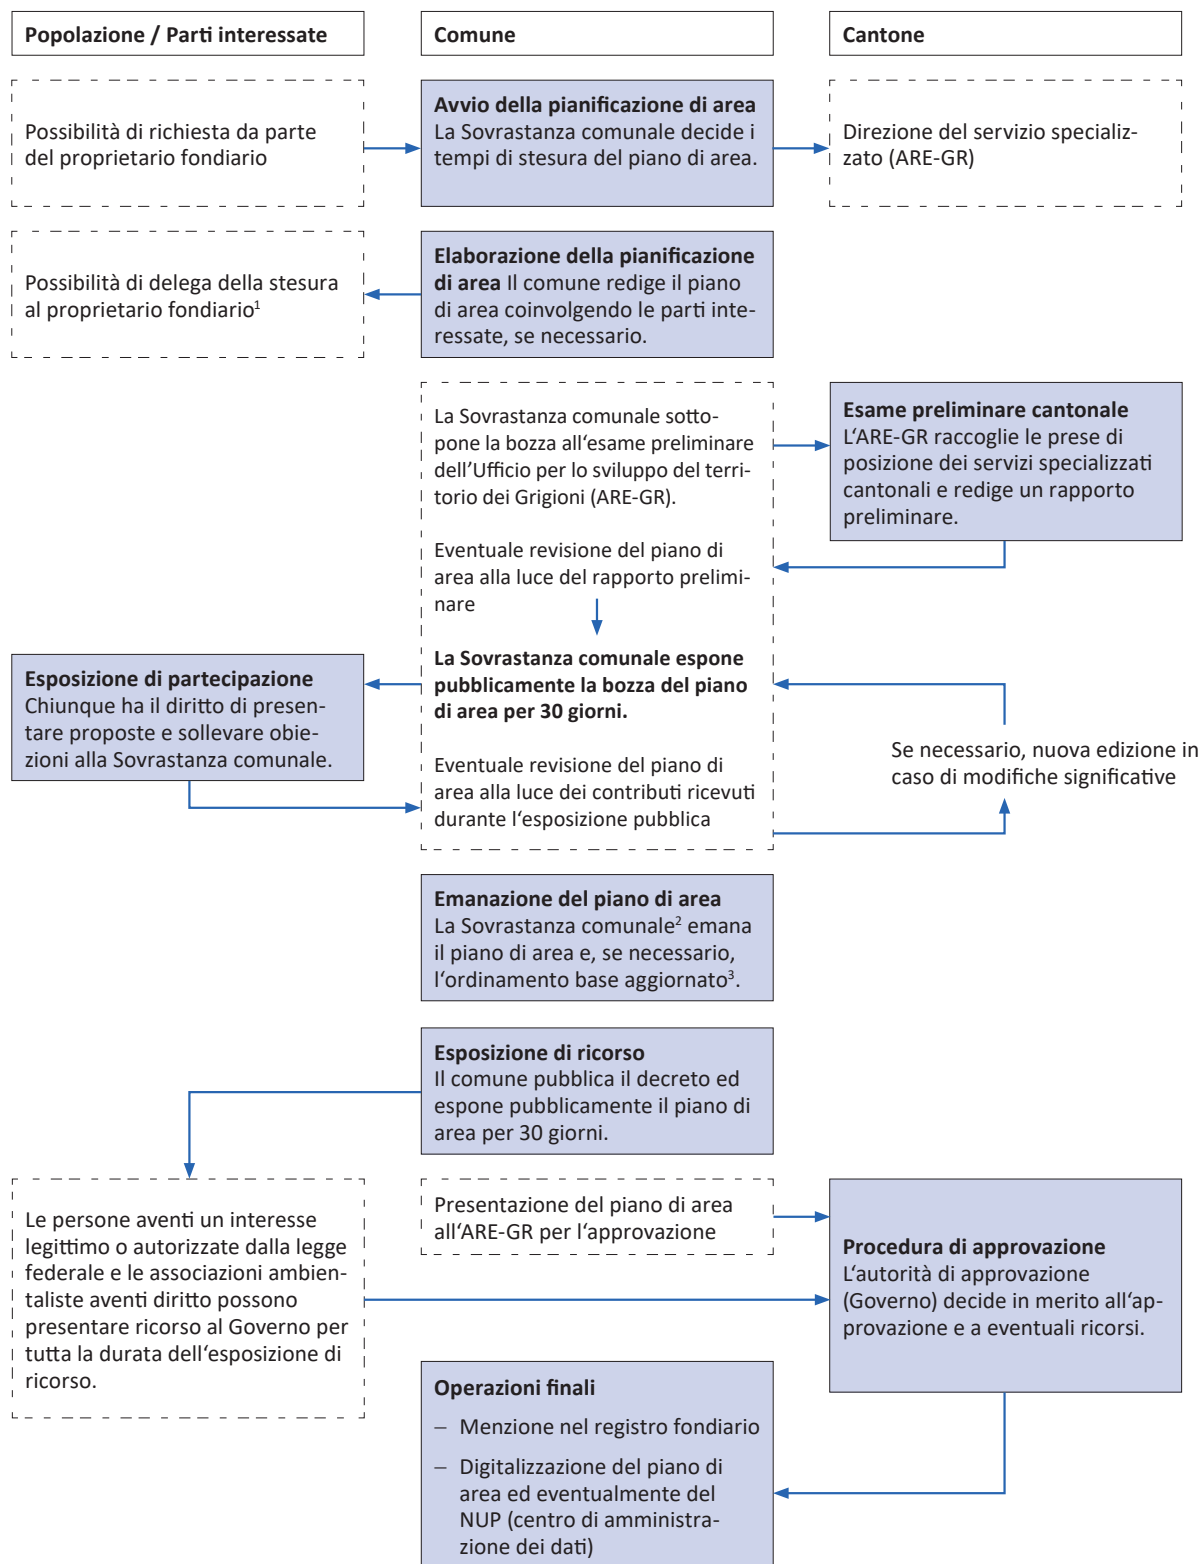 Popolazione / Parti interessate
Comune
Cantone
Possibilità di richiesta da parte
del proprietario fondiario
Avvio della pianificazione di area
La Sovrastanza comunale decide i
tempi di stesura del piano di area.
Direzione del servizio specializ-
zato (ARE-GR)
Possibilità di delega della stesura
al proprietario fondiario¹
Elaborazione della pianificazione
di area Il comune redige il piano
di area coinvolgendo le parti inte-
ressate, se necessario.
La Sovrastanza comunale sotto-
pone la bozza all‘esame preliminare
dell’Ufficio per lo sviluppo del terri-
torio dei Grigioni (ARE-GR).
Esame preliminare cantonale
L‘ARE-GR raccoglie le prese di
posizione dei servizi specializzati
cantonali e redige un rapporto
preliminare.
Eventuale revisione del piano di
area alla luce del rapporto prelimi-
nare
La Sovrastanza comunale espone
pubblicamente la bozza del piano
di area per 30 giorni.
Esposizione di partecipazione
Chiunque ha il diritto di presen-
tare proposte e sollevare obie-
zioni alla Sovrastanza comunale.
Eventuale revisione del piano di
area alla luce dei contributi ricevuti
durante l‘esposizione pubblica
Se necessario, nuova edizione in
caso di modifiche significative
Emanazione del piano di area
La Sovrastanza comunale² emana
il piano di area e, se necessario,
l‘ordinamento base aggiornato³.
Esposizione di ricorso
Il comune pubblica il decreto ed
espone pubblicamente il piano di
area per 30 giorni.
Le persone aventi un interesse
legittimo o autorizzate dalla legge
federale e le associazioni ambien-
taliste aventi diritto possono
presentare ricorso al Governo per
tutta la durata dell‘esposizione di
ricorso.
Presentazione del piano di area
all‘ARE-GR per l‘approvazione
Procedura di approvazione
L‘autorità di approvazione
(Governo) decide in merito all‘ap-
provazione e a eventuali ricorsi.
Operazioni finali
– Menzione nel registro fondiario
– Digitalizzazione del piano di
area ed eventualmente del
NUP (centro di amministra-
zione dei dati)